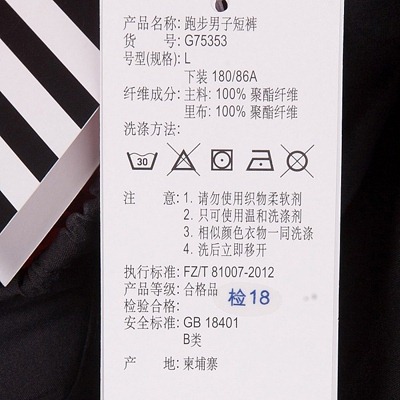 产品名称: 跑步男子短裤
货 号: G75353
号型(规格): L
下装 180/86A
纤维成分: 主料: 100% 聚酯纤维
里布: 100% 聚酯纤维
洗涤方法:
30
注 意: 1. 请勿使用织物柔软剂
2. 只可使用温和洗涤剂
3. 相似颜色衣物一同洗涤
4. 洗后立即移开
执行标准: FZ/T 81007-2012
产品等级: 合格品
检验合格: 检18
安全标准: GB 18401
B类
产 地: 柬埔寨